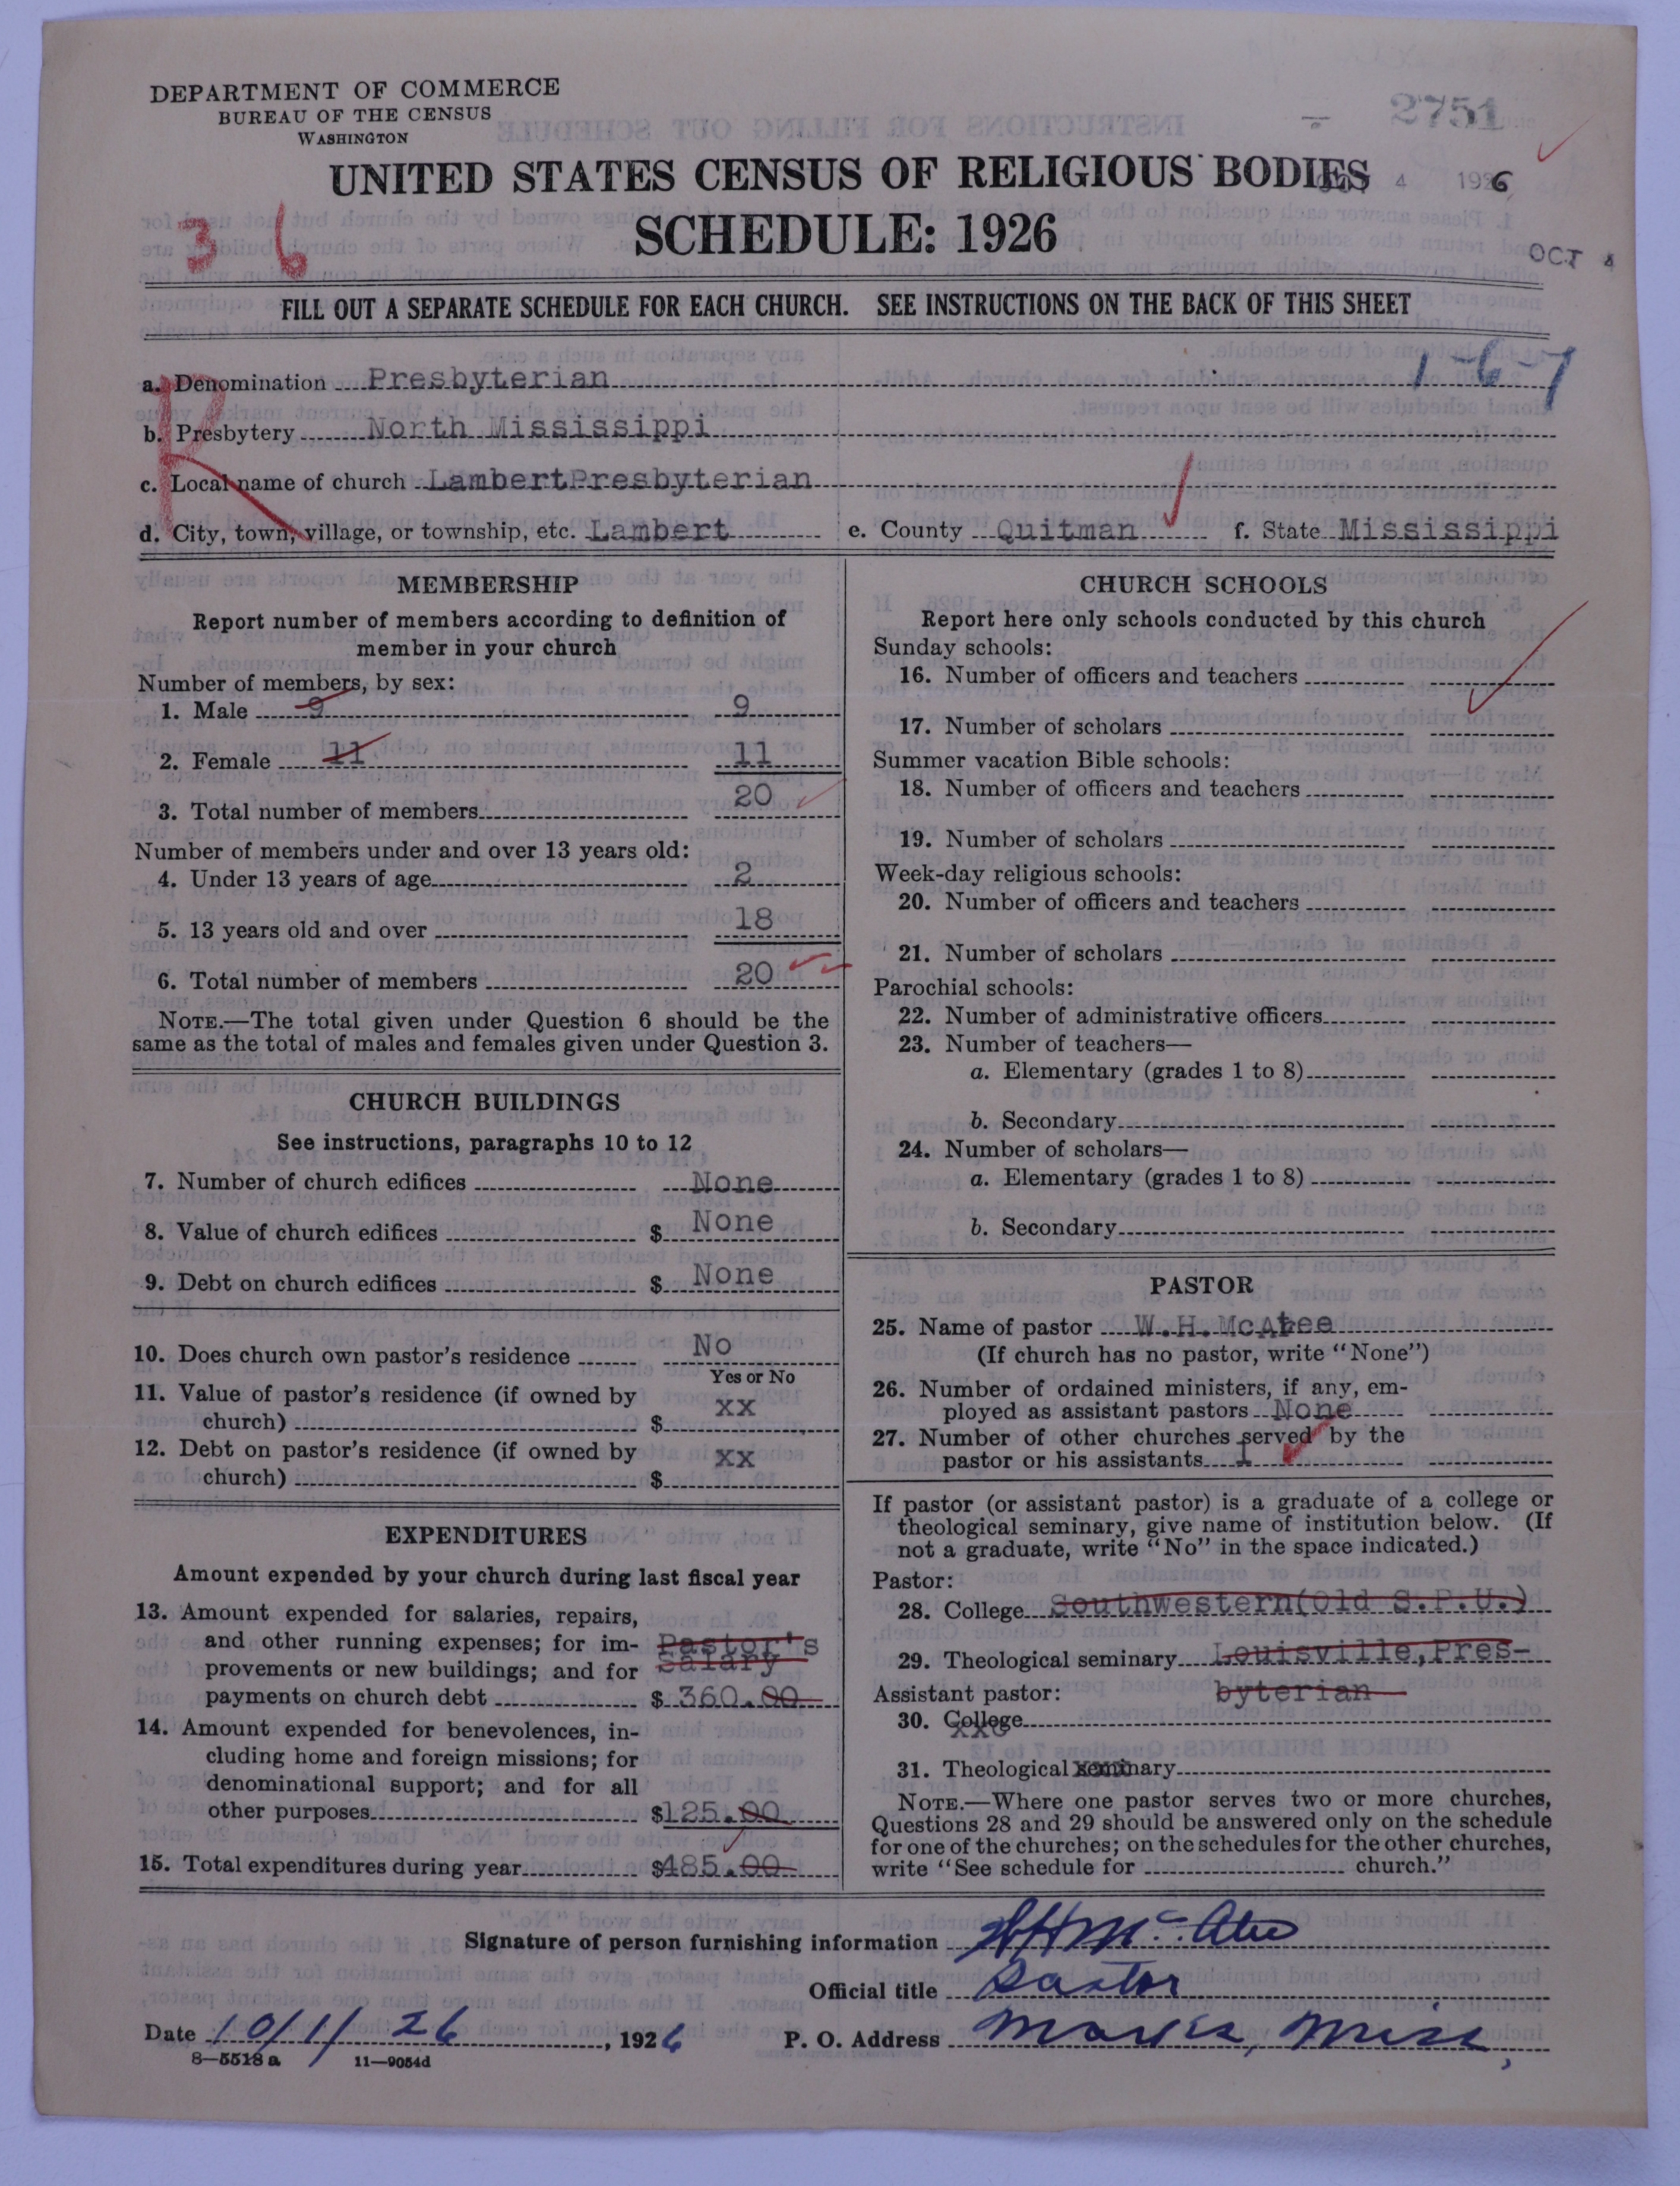 DEPARTMENT OF COMMERCE
BUREAU OF THE CENSUS
WASHINGTON
2751
UNITED STATES CENSUS OF RELIGIOUS BODIES
4 1926
SCHEDULE: 1926
36
OCT 4
FILL OUT A SEPARATE SCHEDULE FOR EACH CHURCH. SEE INSTRUCTIONS ON THE BACK OF THIS SHEET
1-6-7
R
a. Denomination Presbyterian
b. Presbytery North Mississippi
c. Local name of church Lambert Presbyterian
d. City, town, village, or township, etc. Lambert e. County Quitman f. State Mississippi
MEMBERSHIP
Report number of members according to definition of
member in your church
Number of members, by sex:
1. Male 9 9
2. Female 11 11
3. Total number of members 20
Number of members under and over 13 years old:
4. Under 13 years of age 2
5. 13 years old and over 18
6. Total number of members 20
NOTE.—The total given under Question 6 should be the
same as the total of males and females given under Question 3.
CHURCH BUILDINGS
See instructions, paragraphs 10 to 12
7. Number of church edifices None
8. Value of church edifices $ None
9. Debt on church edifices $ None
10. Does church own pastor's residence No
Yes or No
11. Value of pastor's residence (if owned by
church) $ xx
12. Debt on pastor's residence (if owned by
church) $ xx
EXPENDITURES
Amount expended by your church during last fiscal year
13. Amount expended for salaries, repairs,
and other running expenses; for im- Pastor's
provements or new buildings; and for Salary
payments on church debt $ 360.00
14. Amount expended for benevolences, in-
cluding home and foreign missions; for
denominational support; and for all
other purposes $125.00
15. Total expenditures during year $485.00
CHURCH SCHOOLS
Report here only schools conducted by this church
Sunday schools:
16. Number of officers and teachers
17. Number of scholars
Summer vacation Bible schools:
18. Number of officers and teachers
19. Number of scholars
Week-day religious schools:
20. Number of officers and teachers
21. Number of scholars
Parochial schools:
22. Number of administrative officers
23. Number of teachers—
a. Elementary (grades 1 to 8)
b. Secondary
24. Number of scholars—
a. Elementary (grades 1 to 8)
b. Secondary
PASTOR
25. Name of pastor W.H.McAtee
(If church has no pastor, write "None")
26. Number of ordained ministers, if any, em-
ployed as assistant pastors None
27. Number of other churches served by the
pastor or his assistants 1
If pastor (or assistant pastor) is a graduate of a college or
theological seminary, give name of institution below. (If
not a graduate, write "No" in the space indicated.)
Pastor:
28. College Southwestern(Old S.P.U.)
29. Theological seminary Louisville,Pres-
Assistant pastor: byterian
30. College
xxx
31. Theological seminary
NOTE.—Where one pastor serves two or more churches,
Questions 28 and 29 should be answered only on the schedule
for one of the churches; on the schedules for the other churches,
write "See schedule for church."
Signature of person furnishing information WH McAtee
Official title Pastor
Date 10/1/26, 1926 P. O. Address Marks, Miss,
8—5518a 11—9054d